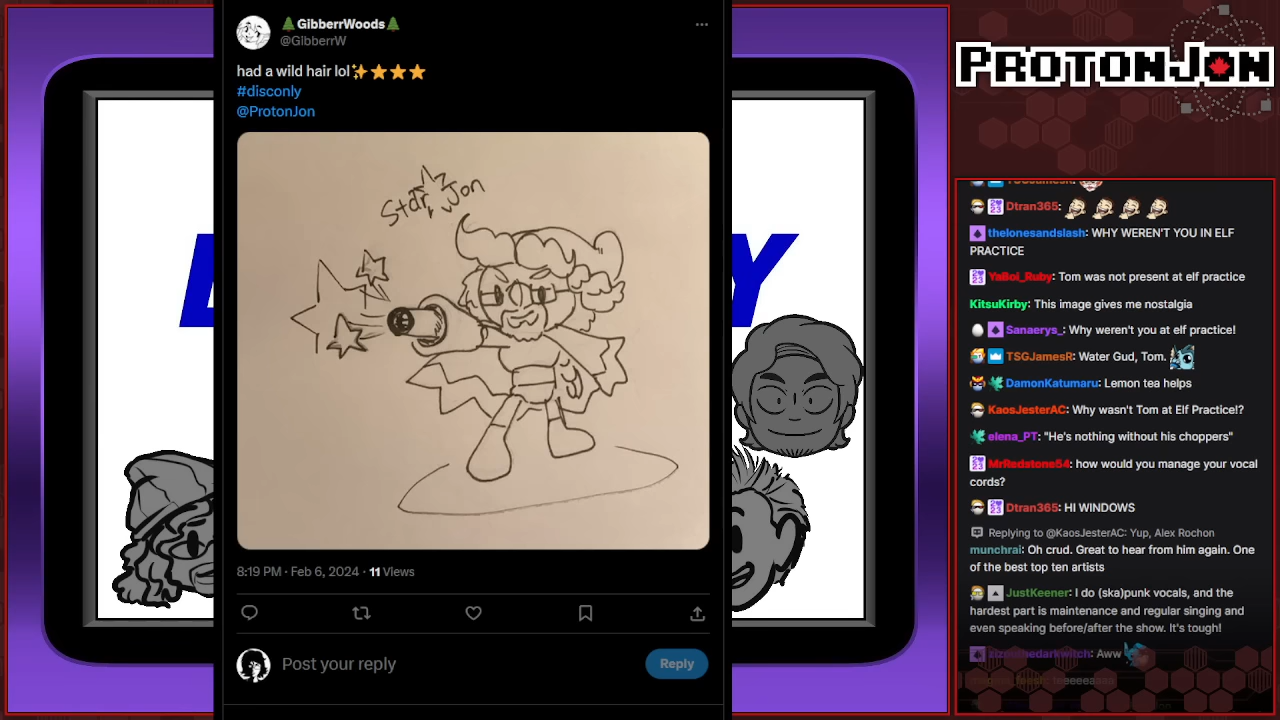 🌲GibberrWoods🌲
@GibberrW
had a wild hair lol✨⭐⭐⭐
#disconly
@ProtonJon
Star Jon
8:19 PM · Feb 6, 2024 · 11 Views
Post your reply
Reply
PROTONJON
TSGJamesR:
Dtran365:
thelonesandslash: WHY WEREN'T YOU IN ELF
PRACTICE
YaBoi_Ruby: Tom was not present at elf practice
KitsuKirby: This image gives me nostalgia
Sanaerys_: Why weren't you at elf practice!
TSGJamesR: Water Gud, Tom.
DamonKatumaru: Lemon tea helps
KaosJesterAC: Why wasn't Tom at Elf Practice!?
elena_PT: "He's nothing without his choppers"
MrRedstone54: how would you manage your vocal
cords?
Dtran365: HI WINDOWS
Replying to @KaosJesterAC: Yup, Alex Rochon
munchrai: Oh crud. Great to hear from him again. One
of the best top ten artists
JustKeener: I do (ska)punk vocals, and the
hardest part is maintenance and regular singing and
even speaking before/after the show. It's tough!
Aww